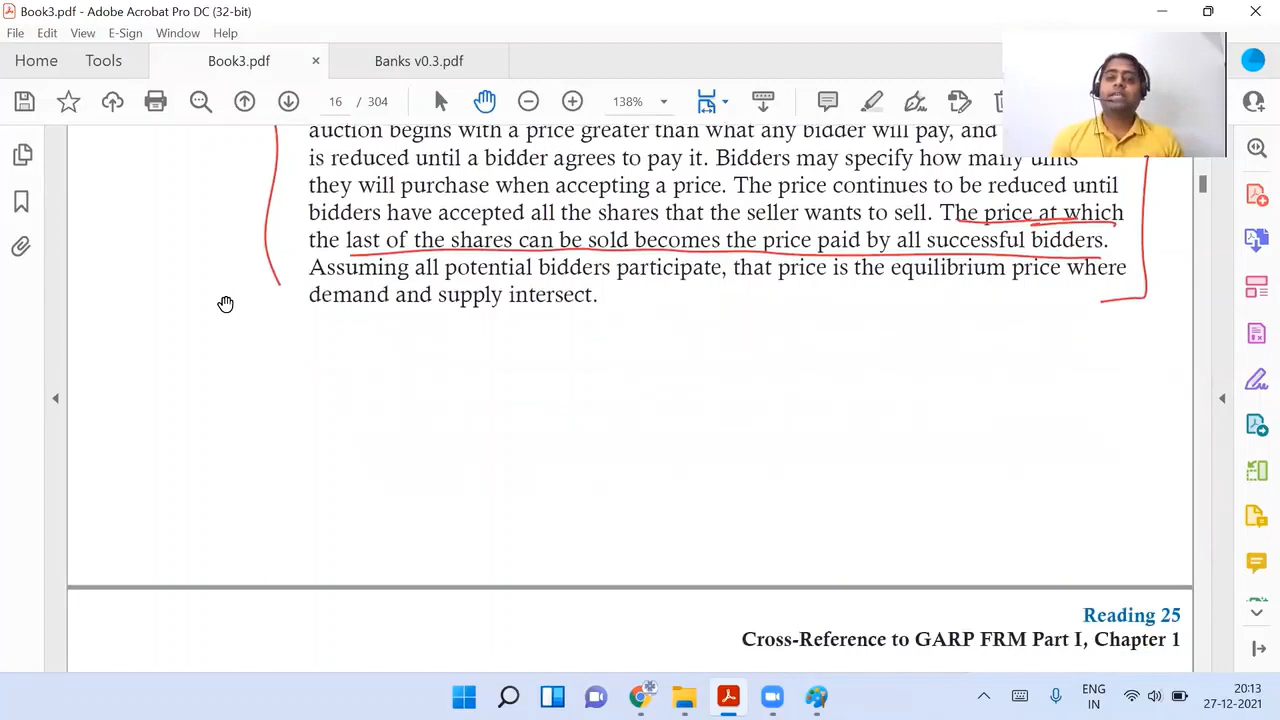 Book3.pdf - Adobe Acrobat Pro DC (32-bit)
File Edit View E-Sign Window Help
Home Tools Book3.pdf × Banks v0.3.pdf
16 / 304 138%
auction begins with a price greater than what any bidder will pay, and
is reduced until a bidder agrees to pay it. Bidders may specify how many units
they will purchase when accepting a price. The price continues to be reduced until
bidders have accepted all the shares that the seller wants to sell. The price at which
the last of the shares can be sold becomes the price paid by all successful bidders.
Assuming all potential bidders participate, that price is the equilibrium price where
demand and supply intersect.
Reading 25
Cross-Reference to GARP FRM Part I, Chapter 1
ENG
IN
20:13
27-12-2021